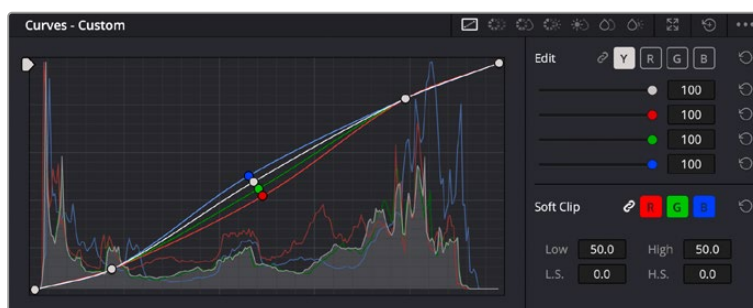 Curves - Custom
Edit Y R G B
100
100
100
100
Soft Clip R G B
Low 50.0 High 50.0
L.S. 0.0 H.S. 0.0